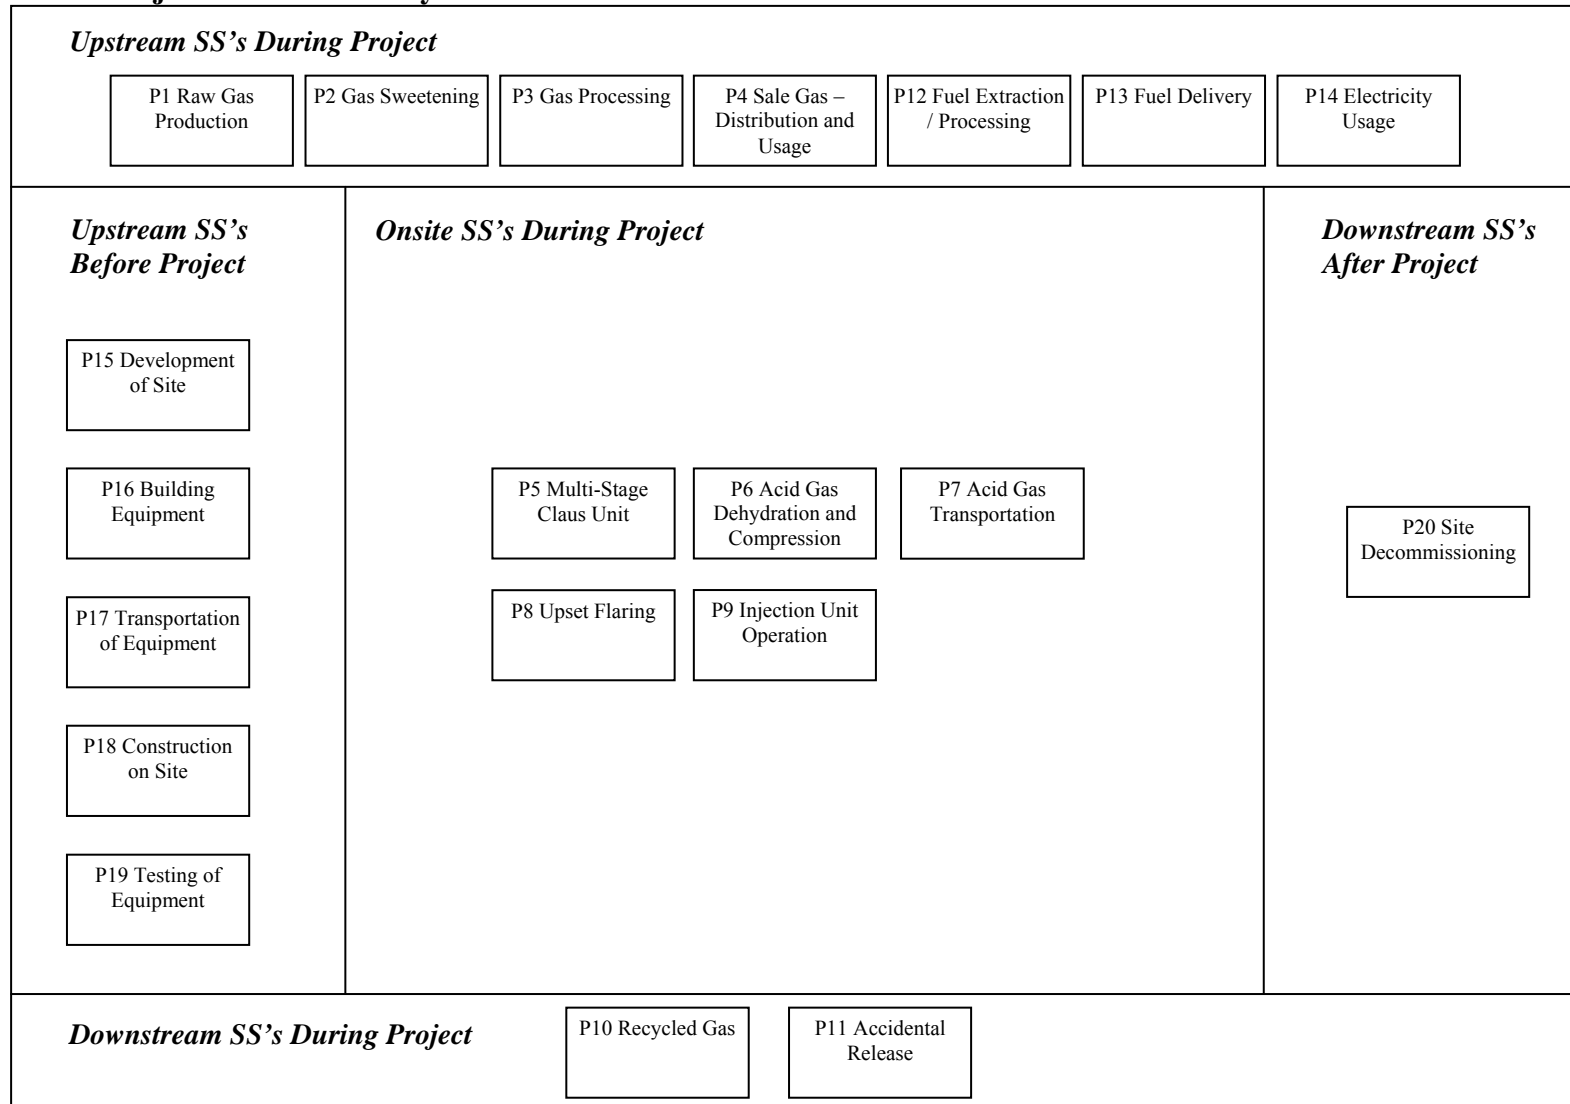 Upstream SS's During Project
P1 Raw Gas
Production
P2 Gas Sweetening
P3 Gas Processing
P4 Sale Gas –
Distribution and
Usage
P12 Fuel Extraction
/ Processing
P13 Fuel Delivery
P14 Electricity
Usage
Upstream SS's
Before Project
P15 Development
of Site
P16 Building
Equipment
P17 Transportation
of Equipment
P18 Construction
on Site
P19 Testing of
Equipment
Onsite SS's During Project
P5 Multi-Stage
Claus Unit
P6 Acid Gas
Dehydration and
Compression
P7 Acid Gas
Transportation
P8 Upset Flaring
P9 Injection Unit
Operation
Downstream SS's
After Project
P20 Site
Decommissioning
Downstream SS's During Project
P10 Recycled Gas
P11 Accidental
Release